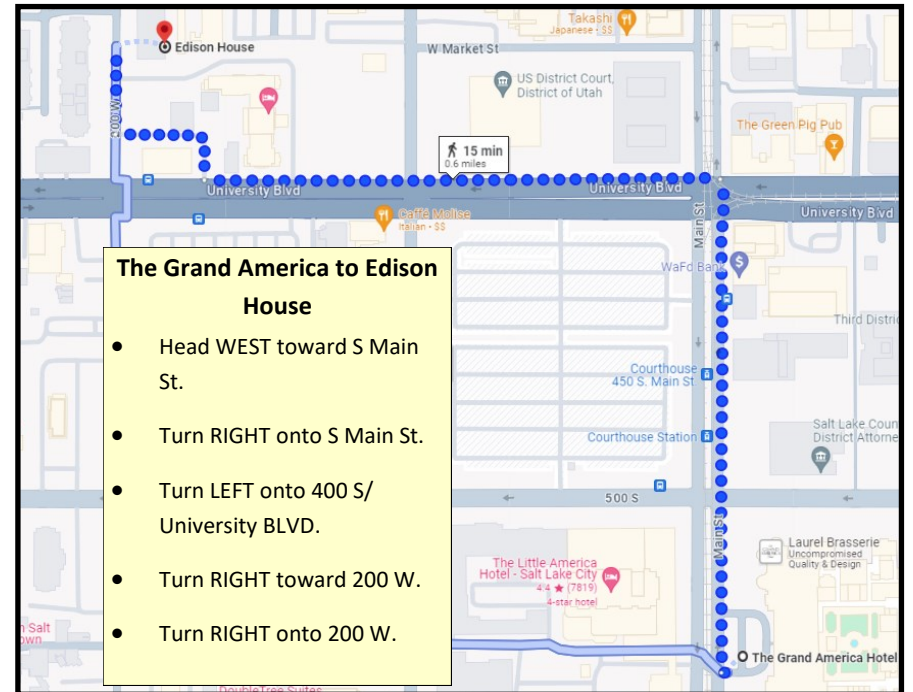 Takashi
Japanese • $$
Edison House
W Market St
US District Court,
District of Utah
The Green Pig Pub
15 min
0.6 miles
University Blvd
University Blvd
University Blvd
Caffé Molise
Italian • $$
Main St
WaFd Bank
The Grand America to Edison
House
• Head WEST toward S Main
St.
• Turn RIGHT onto S Main St.
• Turn LEFT onto 400 S/
University BLVD.
• Turn RIGHT toward 200 W.
• Turn RIGHT onto 200 W.
Third Distri
Courthouse
450 S. Main St
Courthouse Station
Salt Lake Coun
District Attorne
500 S
Main St
Laurel Brasserie
Uncompromised
Quality & Design
The Little America
Hotel - Salt Lake City
4.4 ★ (7819)
4-star hotel
n Salt
own
The Grand America Hotel
DoubleTree Suites